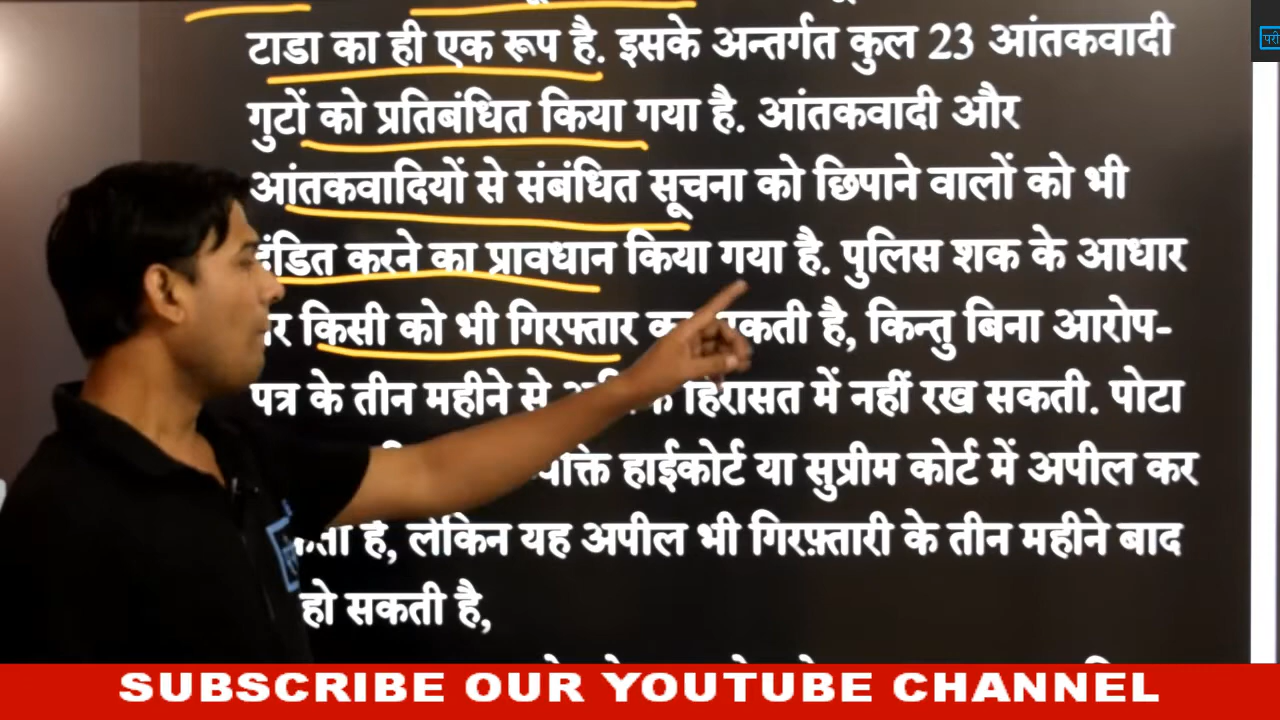 टाडा का ही एक रूप है. इसके अन्तर्गत कुल 23 आंतकवादी
गुटों को प्रतिबंधित किया गया है. आंतकवादी और
आंतकवादियों से संबंधित सूचना को छिपाने वालों को भी
करने का प्रावधान किया गया है. पुलिस शक के आधार
किसी को भी गिरफ्तार है, किन्तु बिना आरोप-
पत्र के तीन महीने से हिरासत में नहीं रख सकती. पोटा
हाईकोर्ट या सुप्रीम कोर्ट में अपील कर
है, लेकिन यह अपील भी गिरफ़्तारी के तीन महीने बाद
हो सकती है,
SUBSCRIBE OUR YOUTUBE CHANNEL